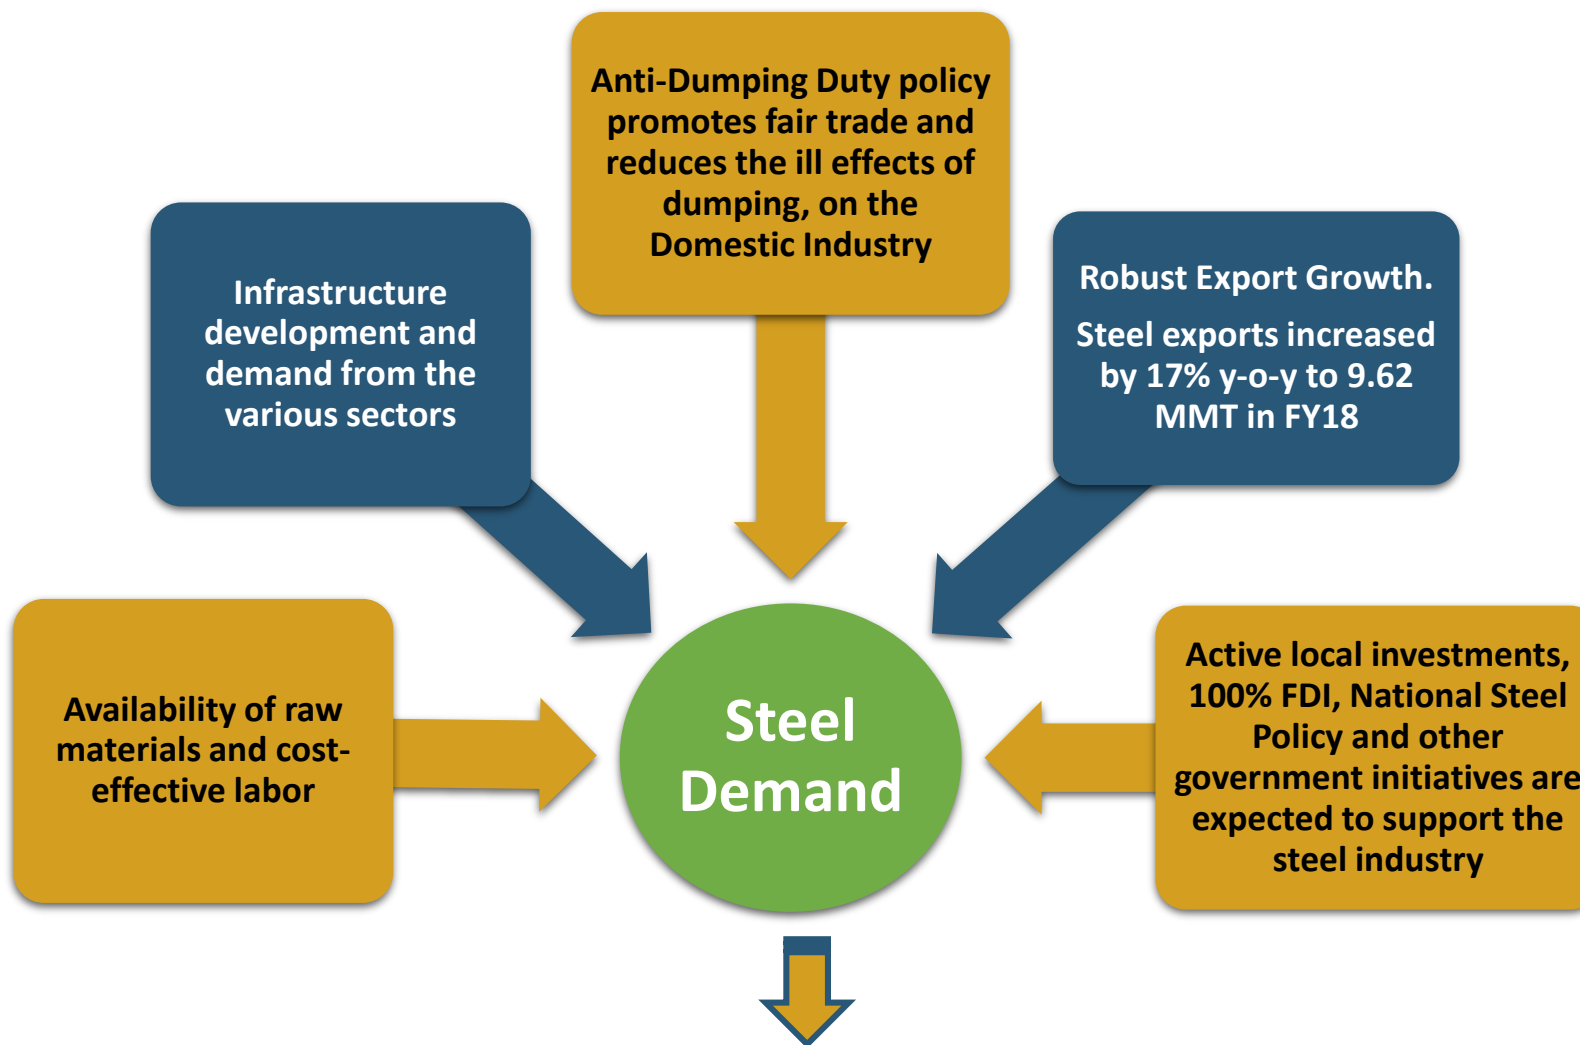 Anti-Dumping Duty policy
promotes fair trade and
reduces the ill effects of
dumping, on the
Domestic Industry
Infrastructure
development and
demand from the
various sectors
Robust Export Growth.
Steel exports increased
by 17% y-o-y to 9.62
MMT in FY18
Availability of raw
materials and cost-
effective labor
Steel
Demand
Active local investments,
100% FDI, National Steel
Policy and other
government initiatives are
expected to support the
steel industry